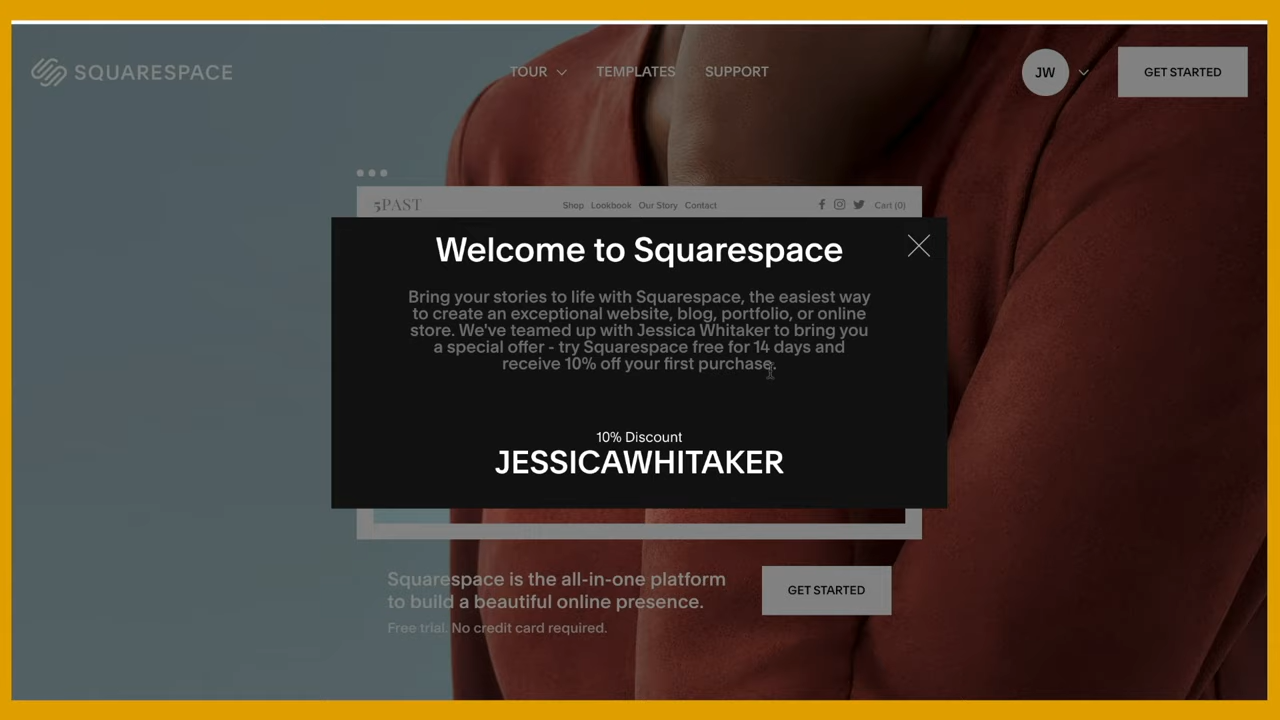 SQUARESPACE
TOUR TEMPLATES SUPPORT
JW
GET STARTED
5PAST
Shop Lookbook Our Story Contact
Cart (0)
Welcome to Squarespace
Bring your stories to life with Squarespace, the easiest way
to create an exceptional website, blog, portfolio, or online
store. We've teamed up with Jessica Whitaker to bring you
a special offer - try Squarespace free for 14 days and
receive 10% off your first purchase.
10% Discount
JESSICAWHITAKER
Squarespace is the all-in-one platform
to build a beautiful online presence.
Free trial. No credit card required.
GET STARTED